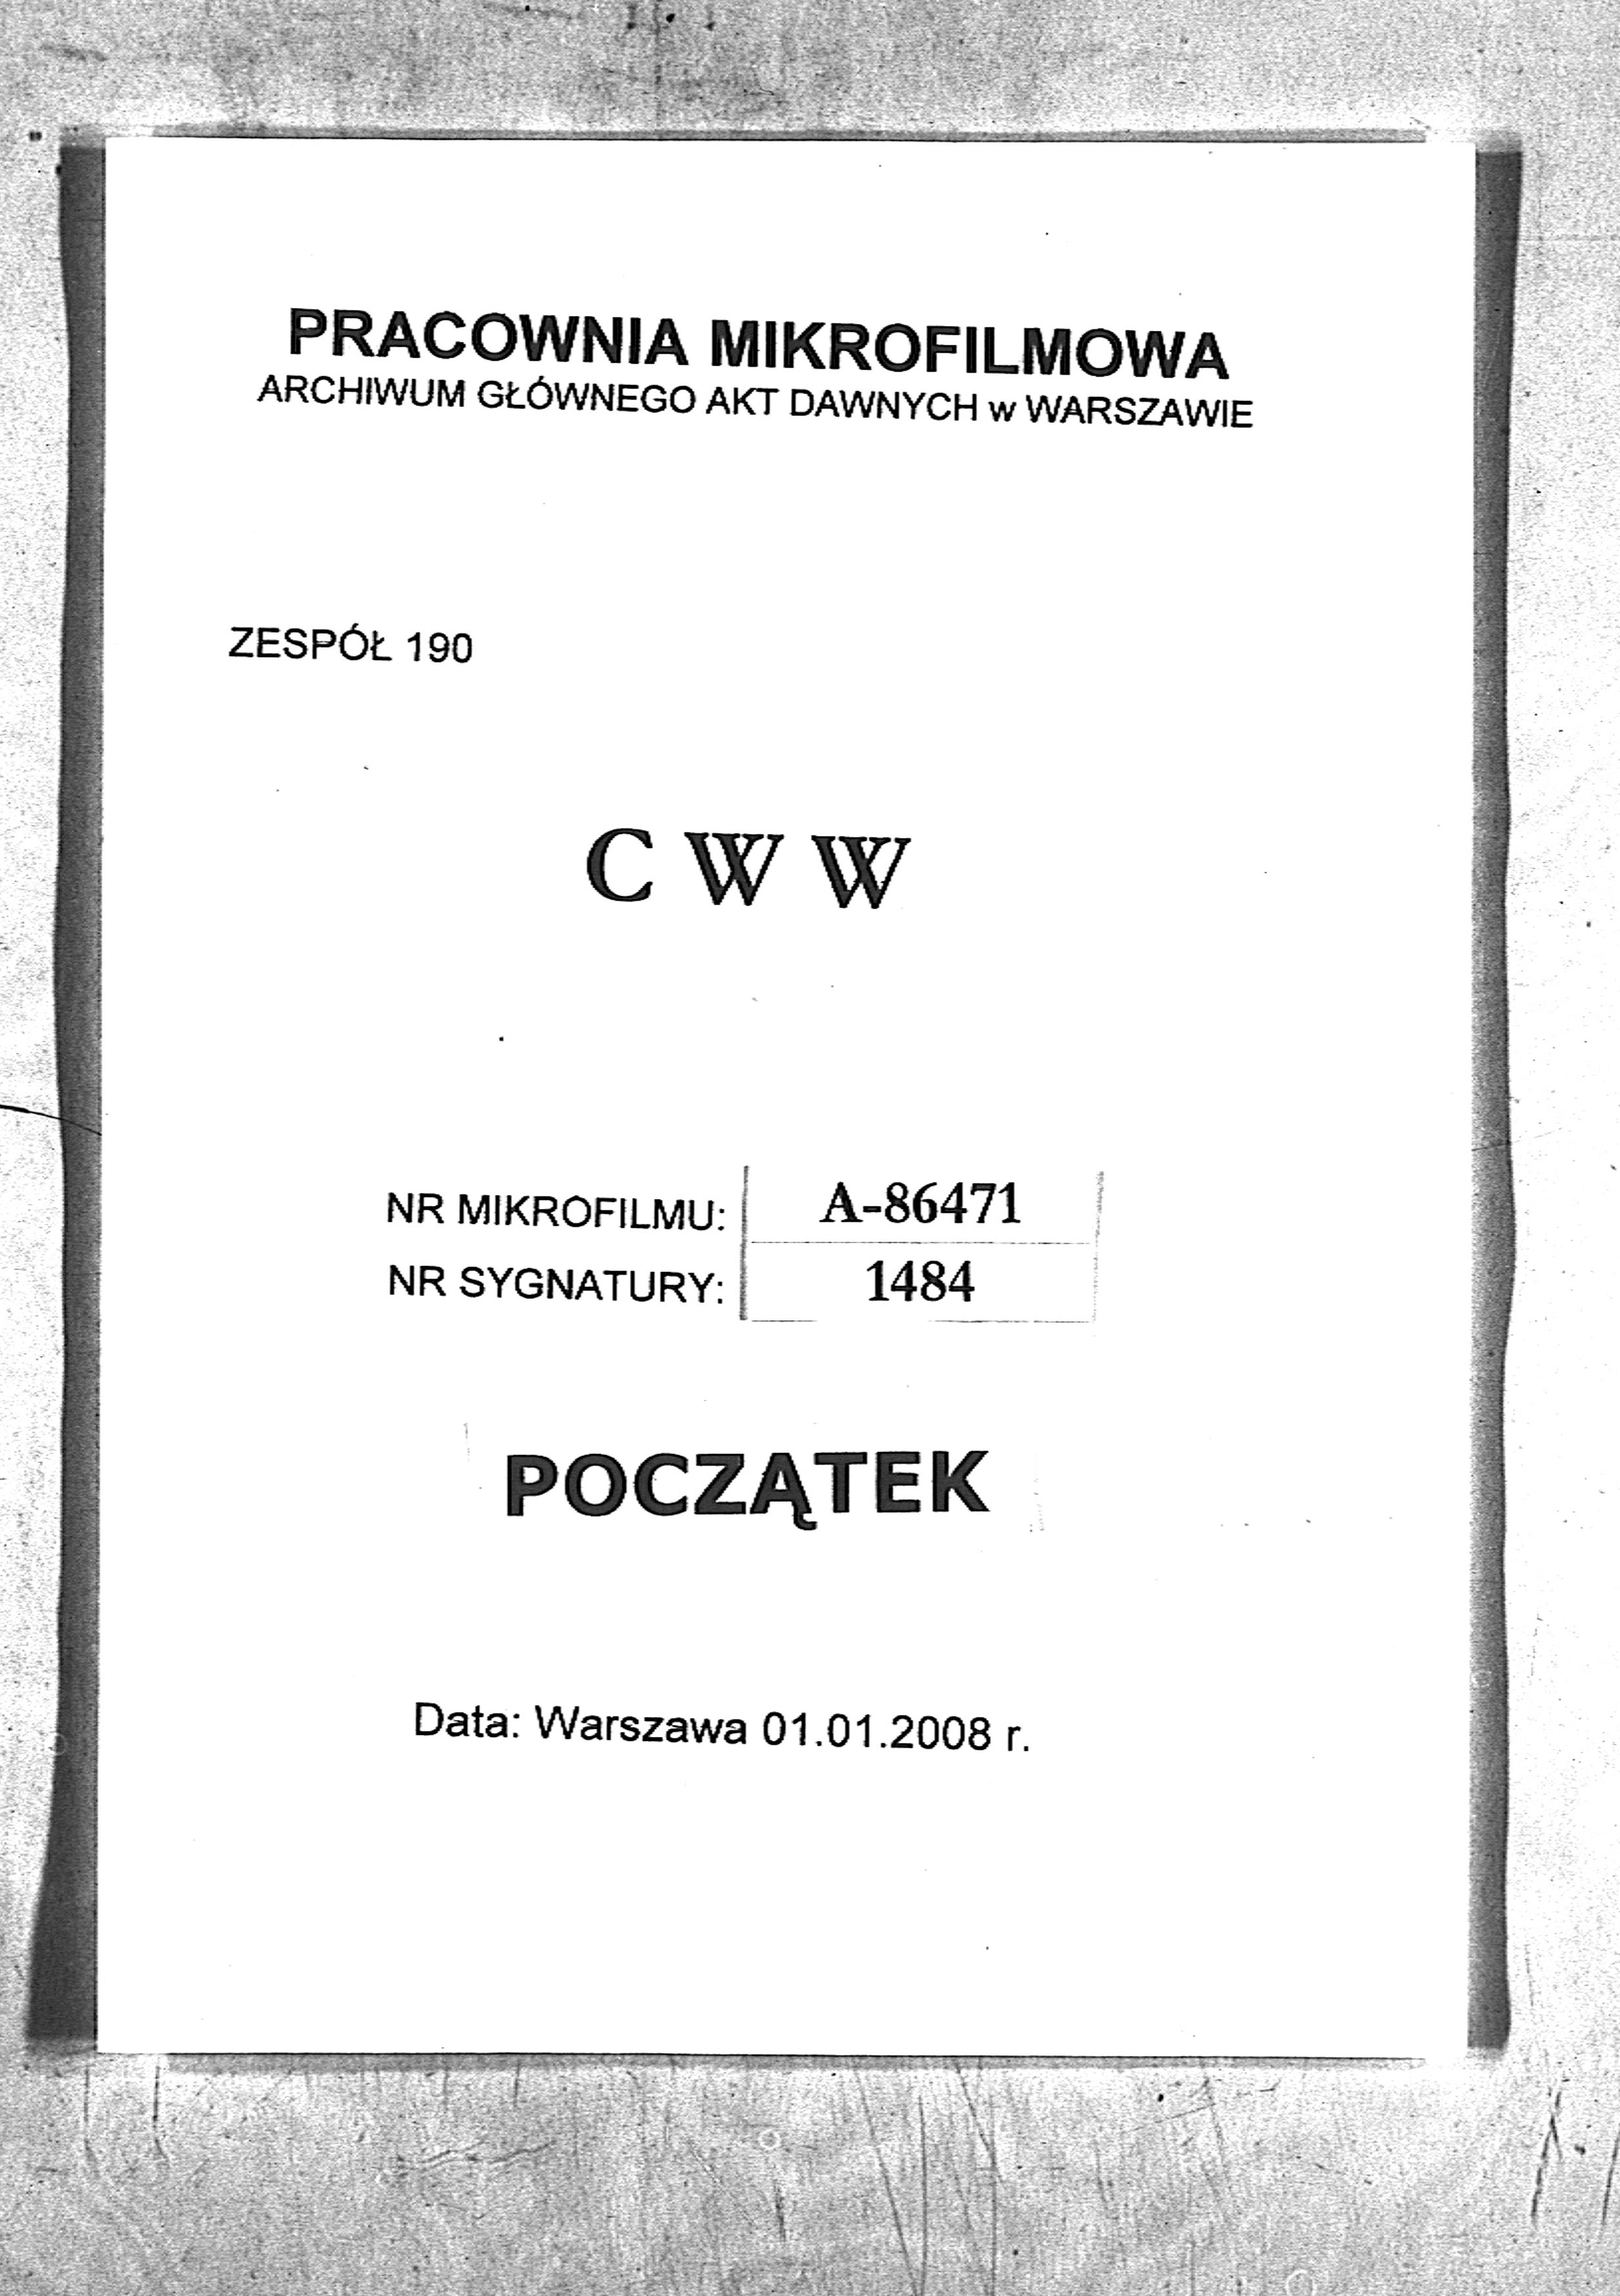 PRACOWNIA MIKROFILMOWA
ARCHIWUM GŁÓWNEGO AKT DAWNYCH w WARSZAWIE
ZESPÓŁ 190
C W W
NR MIKROFILMU: A-86471
NR SYGNATURY: 1484
POCZĄTEK
Data: Warszawa 01.01.2008 r.